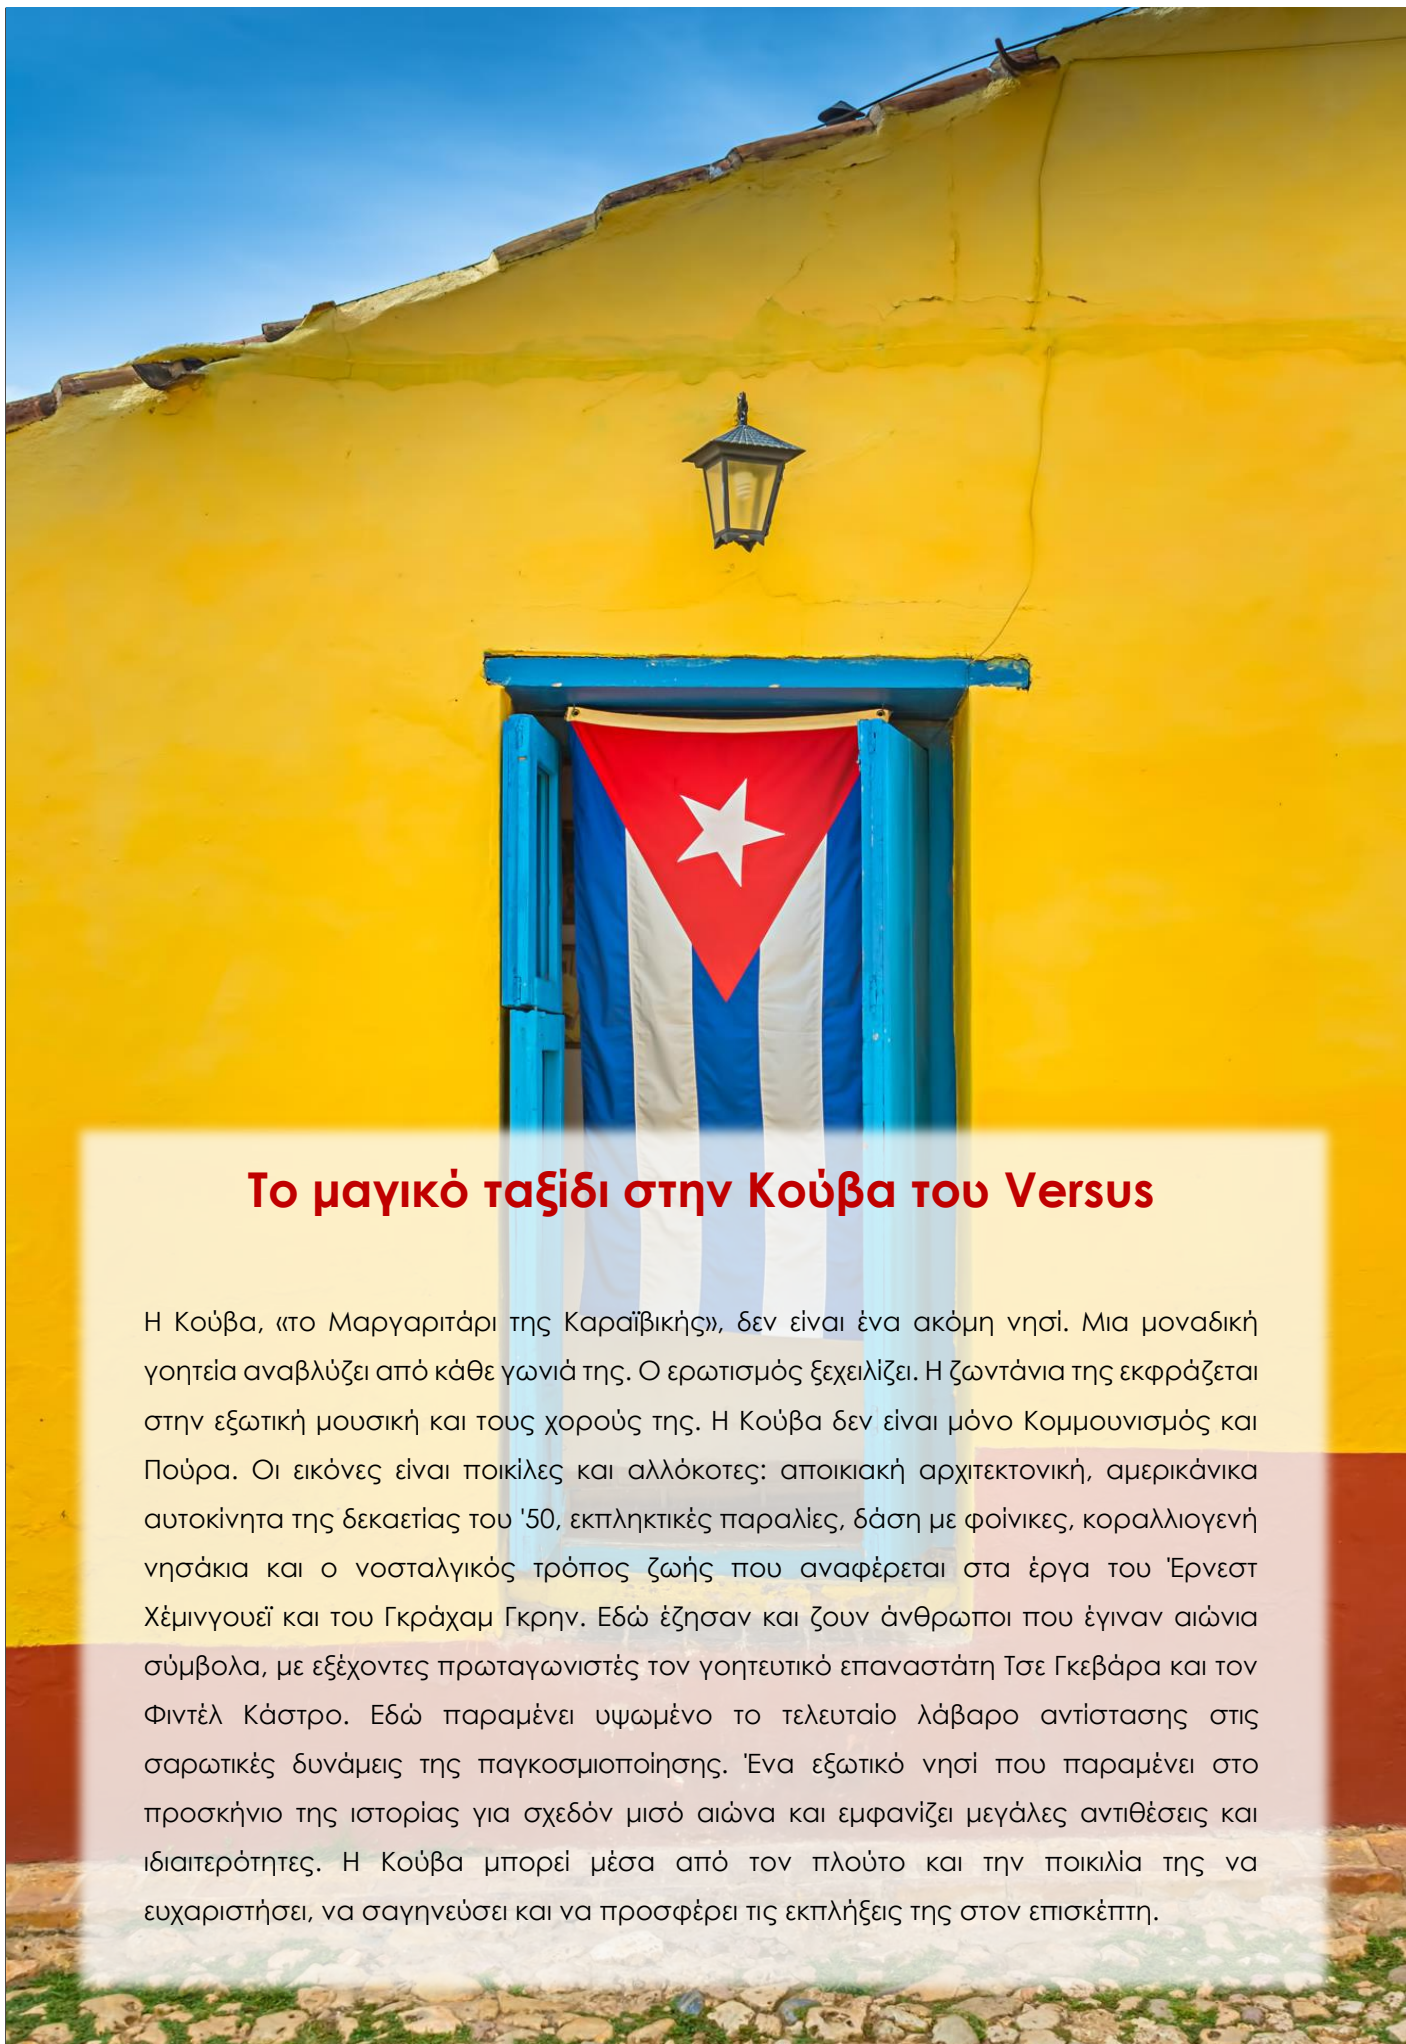 Το μαγικό ταξίδι στην Κούβα του Versus
Η Κούβα, «το Μαργαριτάρι της Καραϊβικής», δεν είναι ένα ακόμη νησί. Μια μοναδική
γοητεία αναβλύζει από κάθε γωνιά της. Ο ερωτισμός ξεχειλίζει. Η ζωντάνια της εκφράζεται
στην εξωτική μουσική και τους χορούς της. Η Κούβα δεν είναι μόνο Κομμουνισμός και
Πούρα. Οι εικόνες είναι ποικίλες και αλλόκοτες: αποικιακή αρχιτεκτονική, αμερικάνικα
αυτοκίνητα της δεκαετίας του '50, εκπληκτικές παραλίες, δάση με φοίνικες, κοραλλιογενή
νησάκια και ο νοσταλγικός τρόπος ζωής που αναφέρεται στα έργα του Έρνεστ
Χέμινγουεϊ και του Γκράχαμ Γκρην. Εδώ έζησαν και ζουν άνθρωποι που έγιναν αιώνια
σύμβολα, με εξέχοντες πρωταγωνιστές τον γοητευτικό επαναστάτη Τσε Γκεβάρα και τον
Φιντέλ Κάστρο. Εδώ παραμένει υψωμένο το τελευταίο λάβαρο αντίστασης στις
σαρωτικές δυνάμεις της παγκοσμιοποίησης. Ένα εξωτικό νησί που παραμένει στο
προσκήνιο της ιστορίας για σχεδόν μισό αιώνα και εμφανίζει μεγάλες αντιθέσεις και
ιδιαιτερότητες. Η Κούβα μπορεί μέσα από τον πλούτο και την ποικιλία της να
ευχαριστήσει, να σαγηνεύσει και να προσφέρει τις εκπλήξεις της στον επισκέπτη.